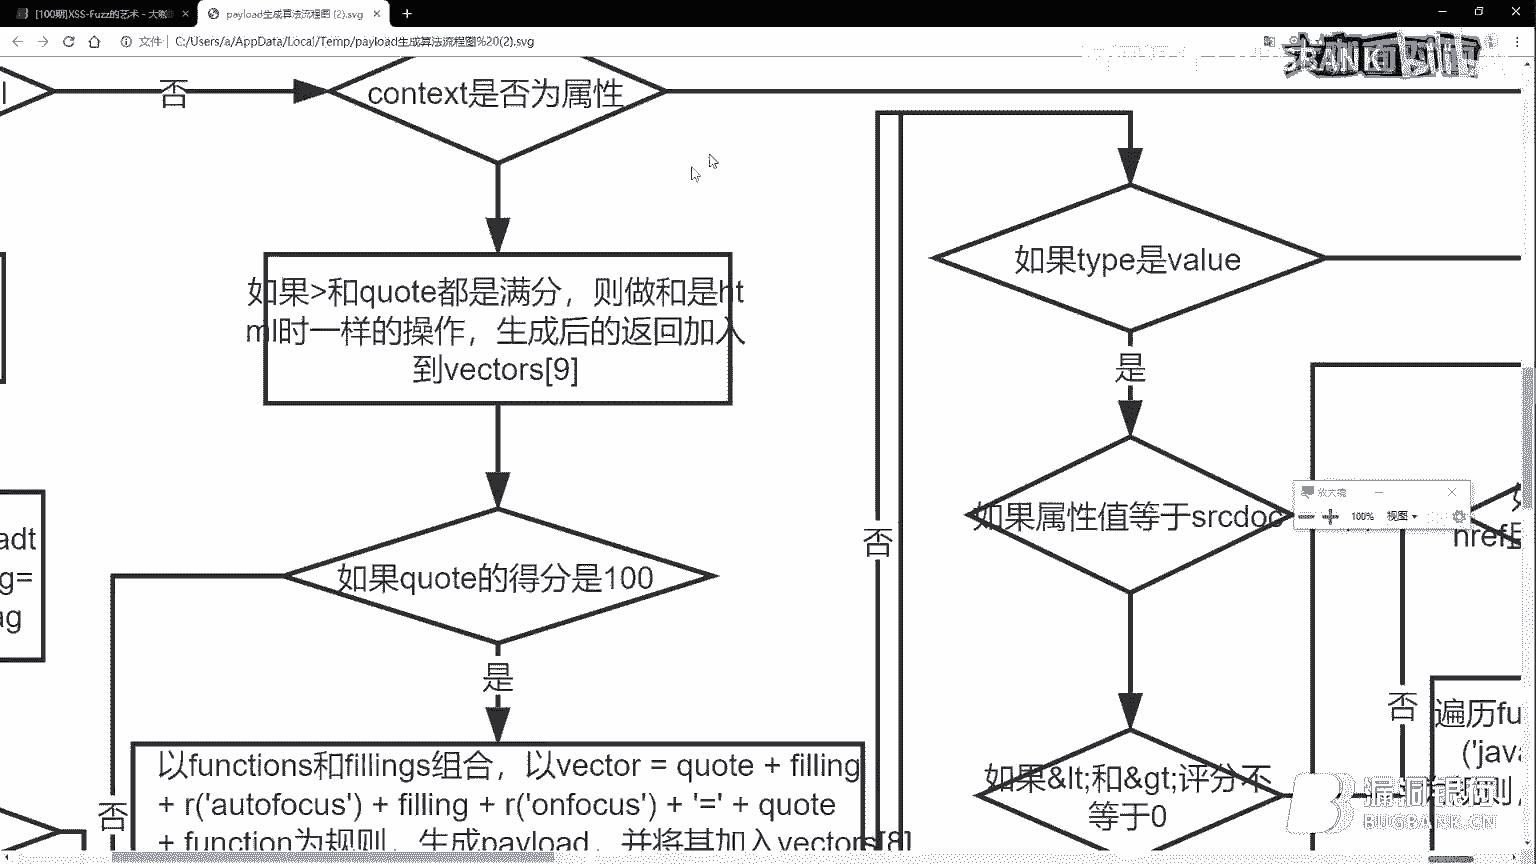 [100期]XSS-Fuzz的艺术 - 大咖
payload生成算法流程图 (2).svg
文件
C:/Users/a/AppData/Local/Temp/payload生成算法流程图%20(2).svg
BANK
否
context是否为属性
如果type是value
如果>和quote都是满分，则做和是ht
ml时一样的操作，生成后的返回加入
到vectors[9]
是
如果属性值等于srcdoc
放大镜
100%
视图
href
adt
g=
ag
否
如果quote的得分是100
是
否
遍历fu
('java
如果&lt;和&gt;评分不
等于0
否
以functions和fillings组合，以vector = quote + filling
+ r('autofocus') + filling + r('onfocus') + '=' + quote
+ function为规则，生成payload，并将其加入vectors[8]
漏洞银行
BUGBANK.CN